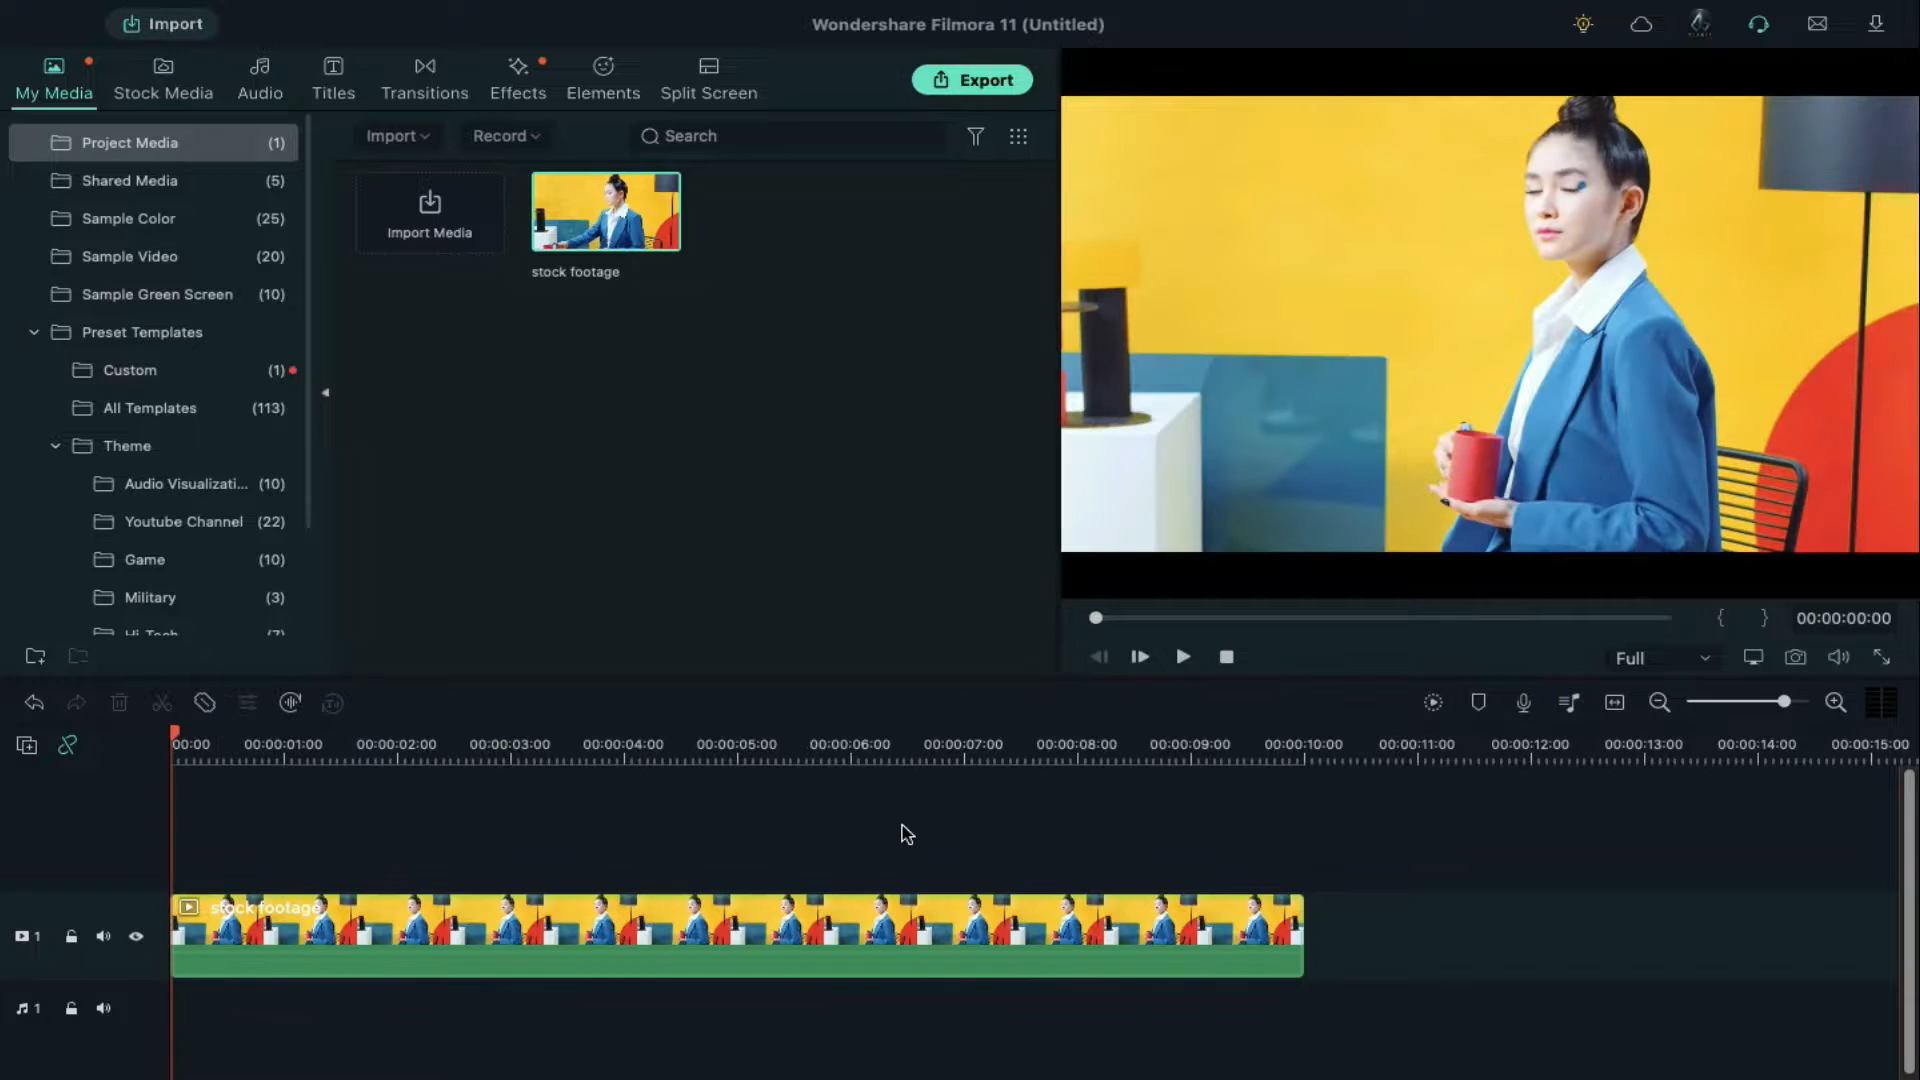 Import
Wondershare Filmora 11 (Untitled)
My Media
Stock Media
Audio
Titles
Transitions
Effects
Elements
Split Screen
Export
Project Media (1)
Shared Media (5)
Sample Color (25)
Sample Video (20)
Sample Green Screen (10)
Preset Templates
Custom (1)
All Templates (113)
Theme
Audio Visualizati... (10)
Youtube Channel (22)
Game (10)
Military (3)
Hi-Tech (7)
Import
Record
Search
Import Media
stock footage
{ } 00:00:00:00
Full
00:00 00:00:01:00 00:00:02:00 00:00:03:00 00:00:04:00 00:00:05:00 00:00:06:00 00:00:07:00 00:00:08:00 00:00:09:00 00:00:10:00 00:00:11:00 00:00:12:00 00:00:13:00 00:00:14:00 00:00:15:00
stock footage
1
1